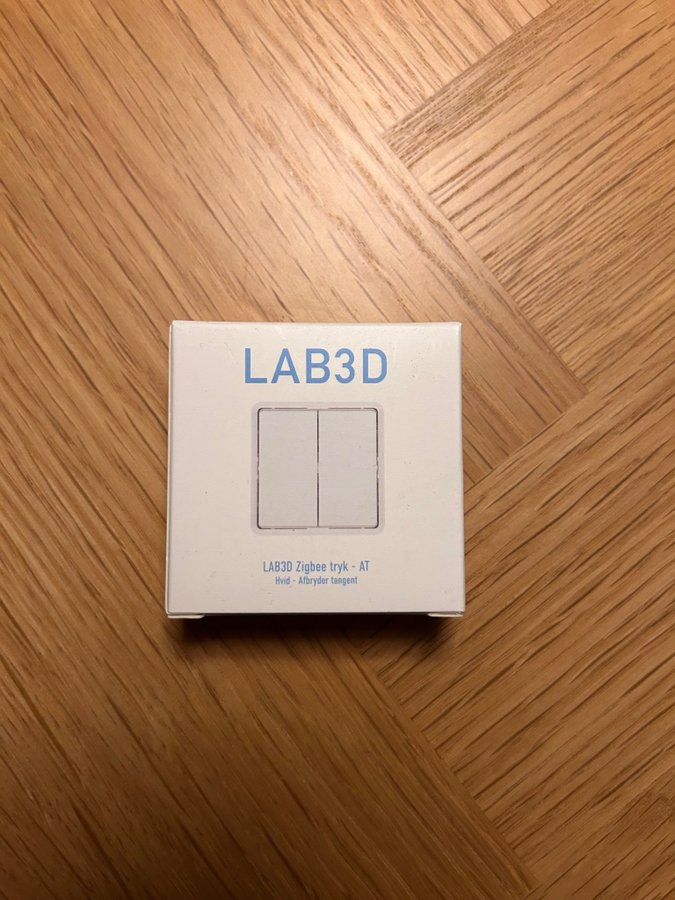 LAB3D
LAB3D Zigbee tryk - AT
Hvid - Afbryder tangent